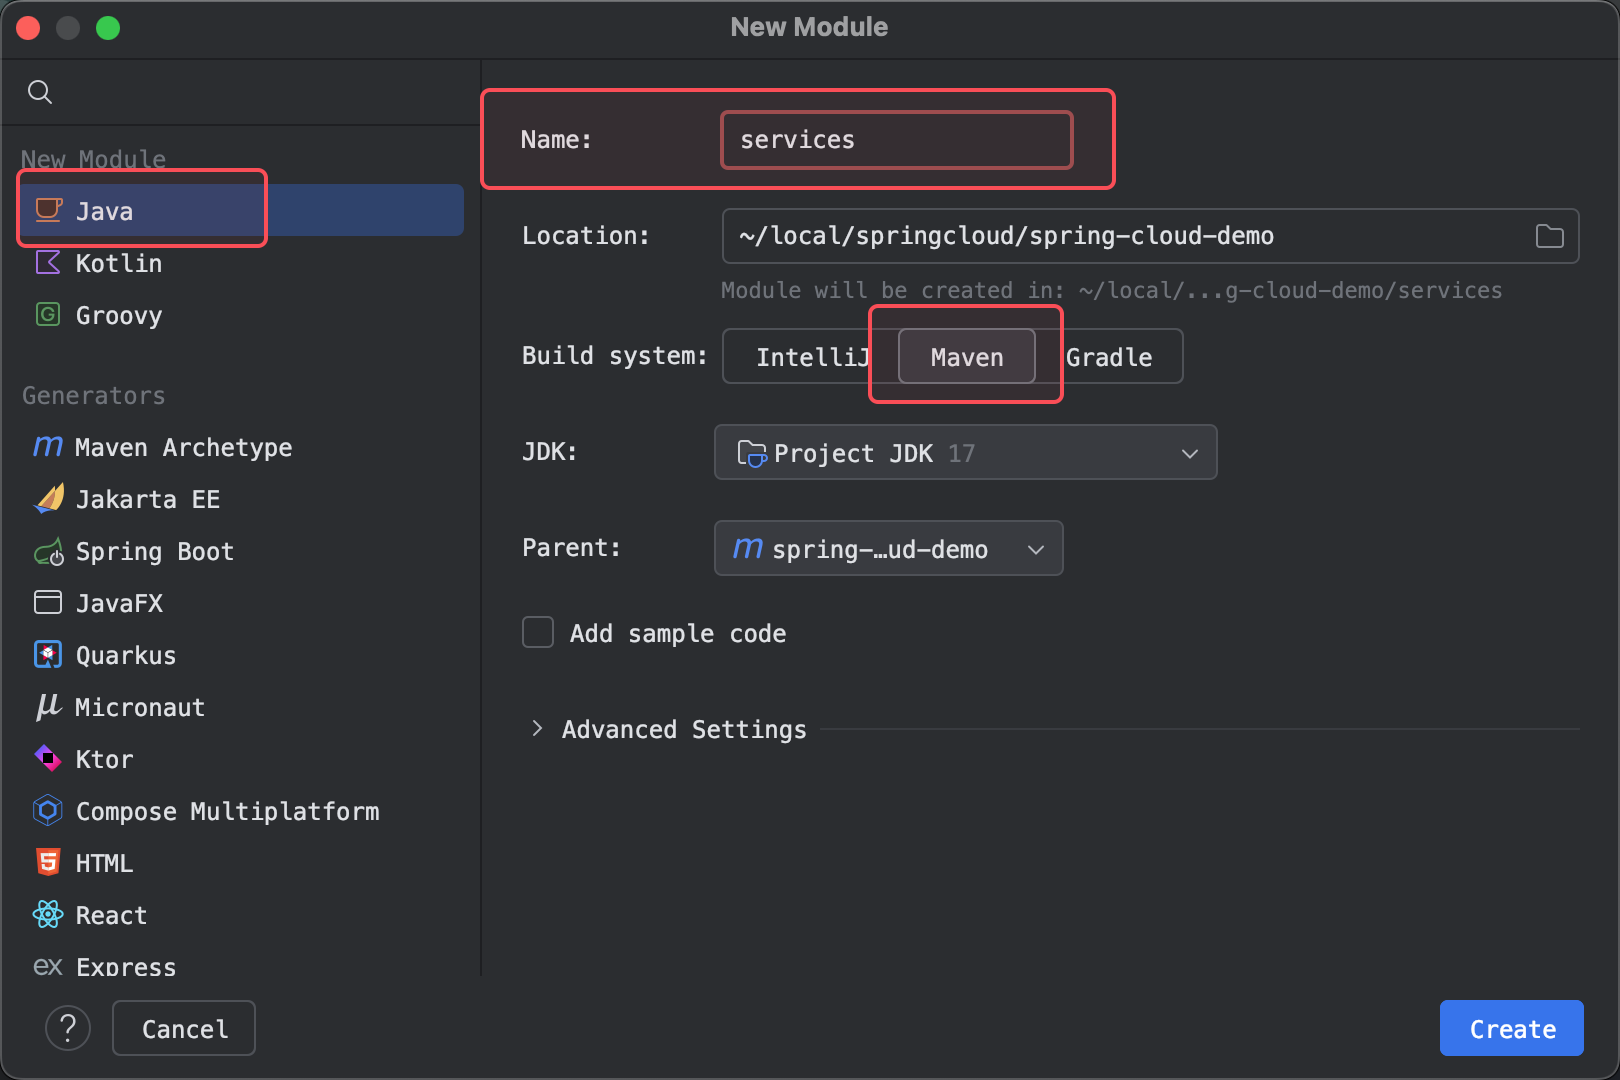 New Module
New Module
Java
Kotlin
Groovy
Generators
Maven Archetype
Jakarta EE
Spring Boot
JavaFX
Quarkus
Micronaut
Ktor
Compose Multiplatform
HTML
React
Express
Name: services
Location: ~/local/springcloud/spring-cloud-demo
Module will be created in: ~/local/...g-cloud-demo/services
Build system: IntelliJ Maven Gradle
JDK: Project JDK 17
Parent: spring-…ud-demo
Add sample code
Advanced Settings
? Cancel Create